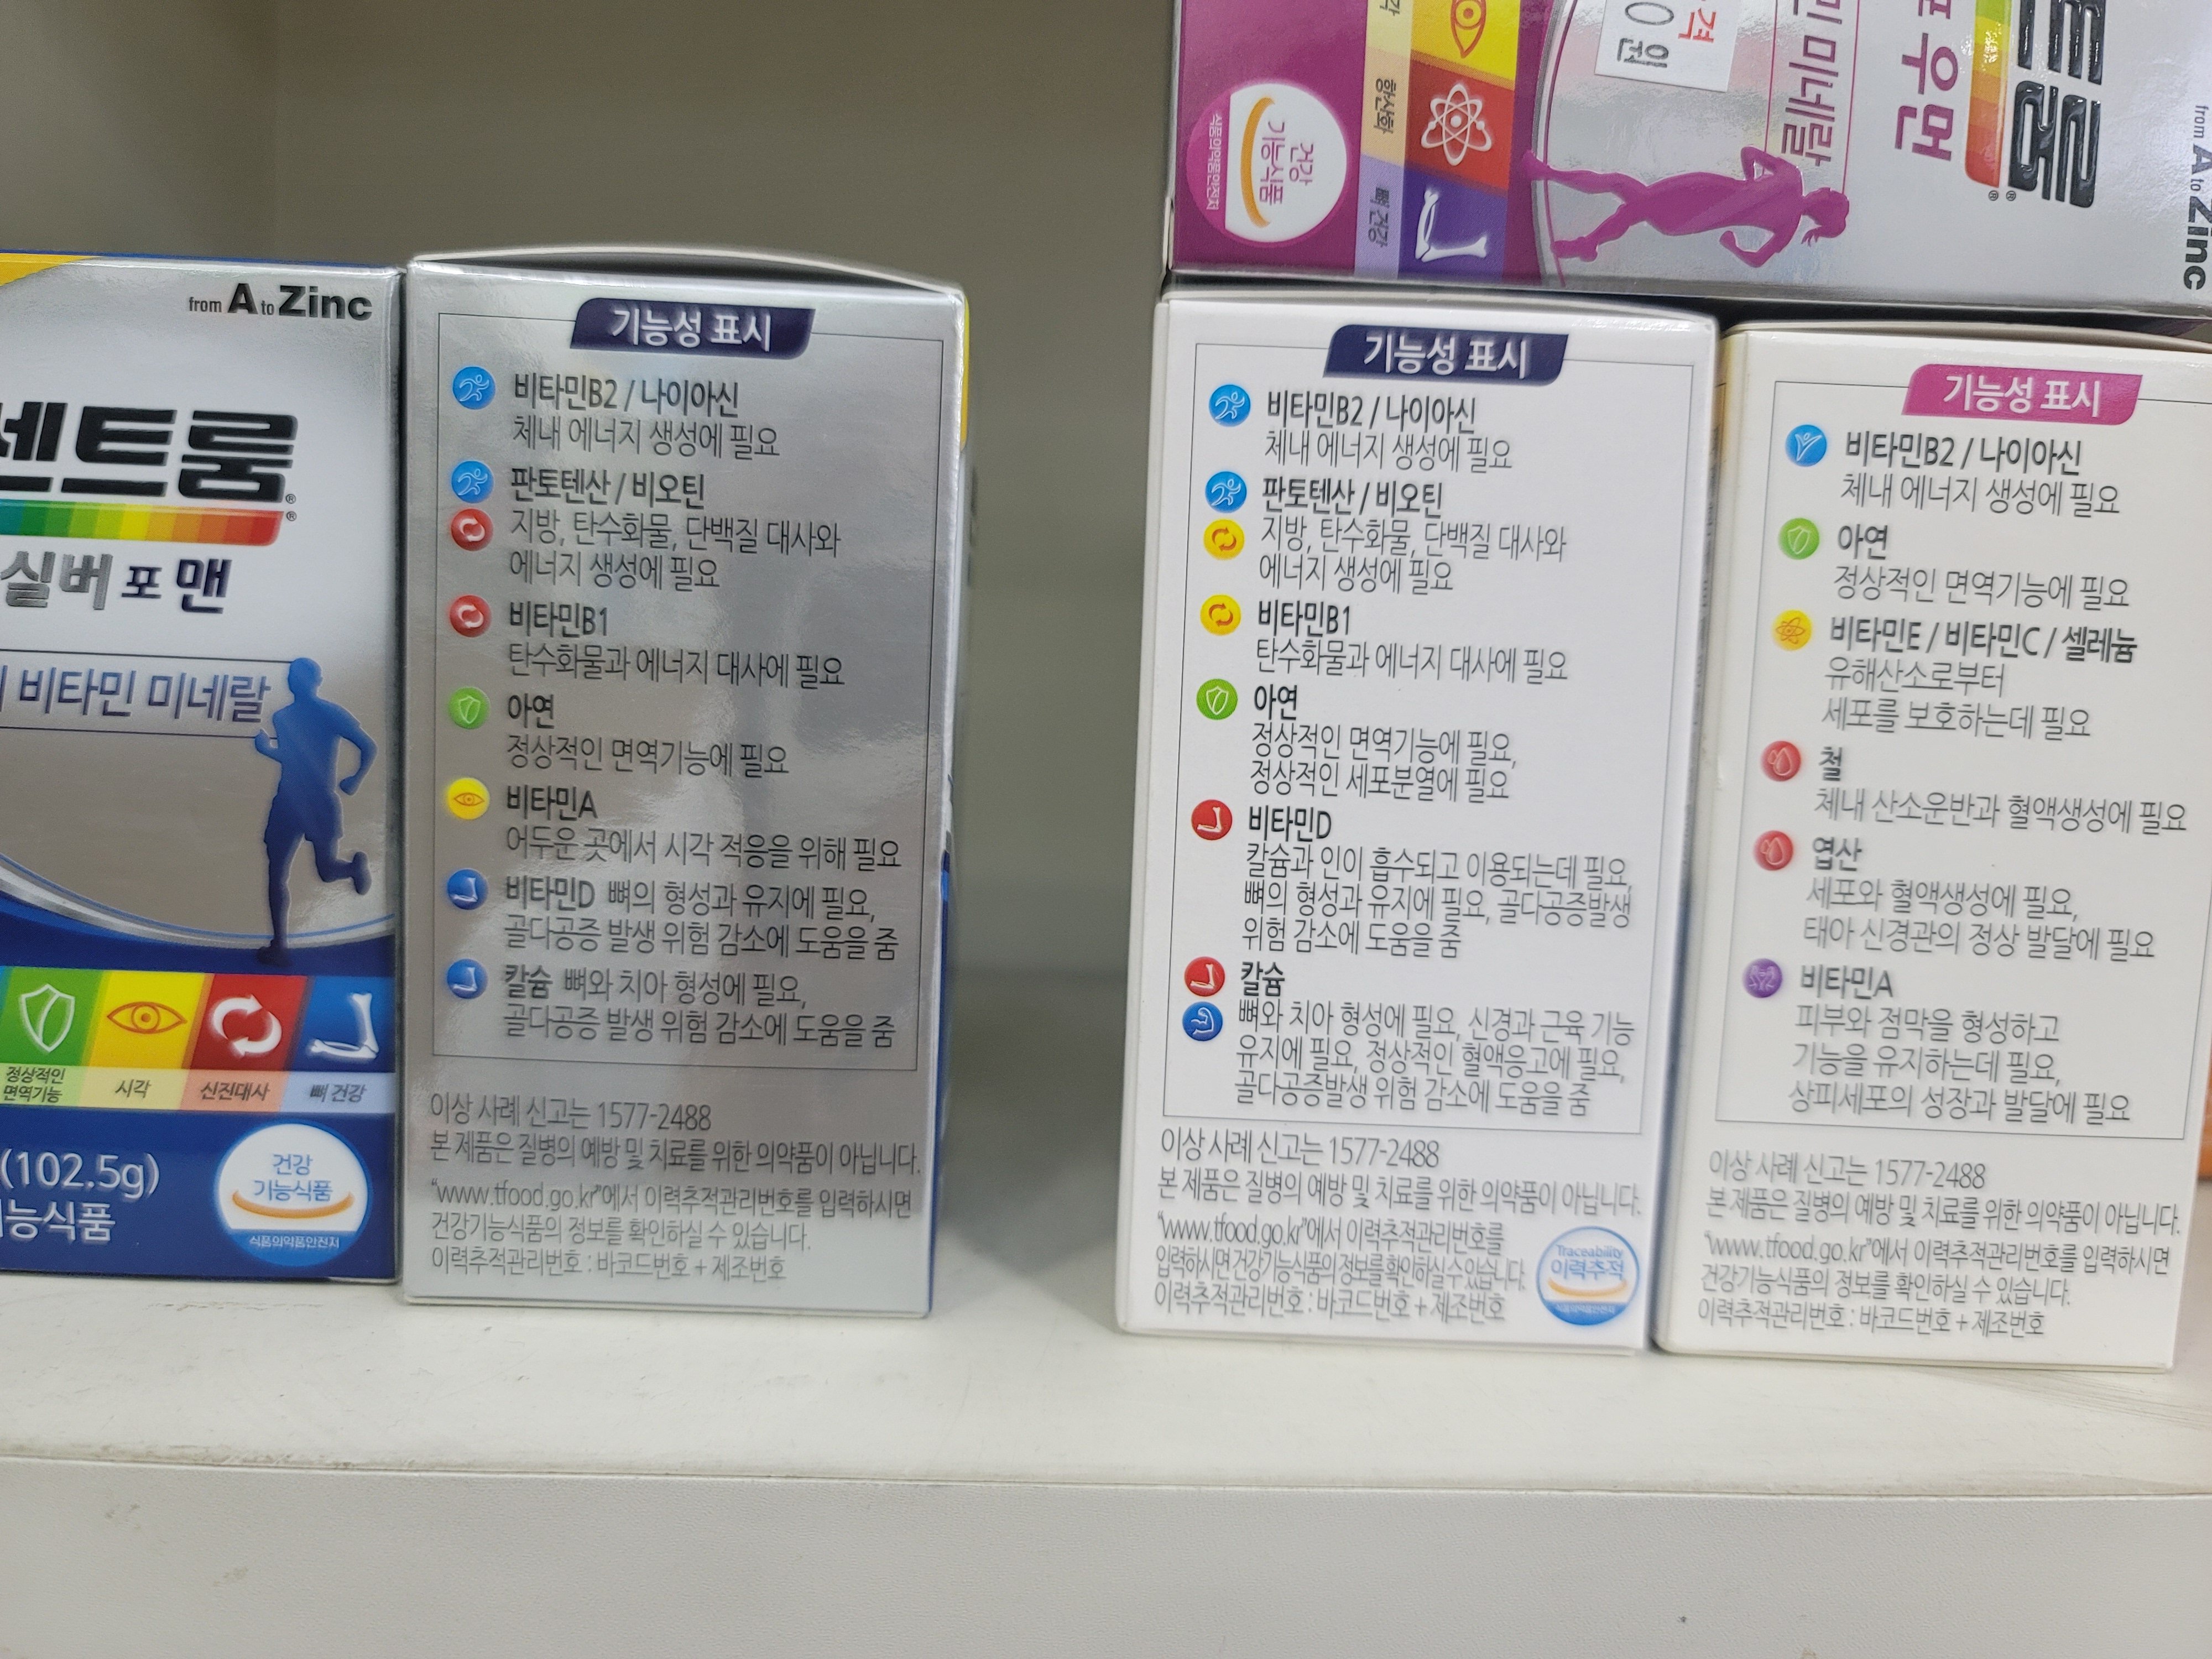 from A to Zinc
센트룸
실버 포 맨
비타민 미네랄
정상적인
면역기능
시각
신진대사
뼈 건강
(102.5g)
건강
기능식품
식품의약품안전처
기능성 표시
비타민B2 / 나이아신
체내 에너지 생성에 필요
판토텐산 / 비오틴
지방, 탄수화물, 단백질 대사와
에너지 생성에 필요
비타민B1
탄수화물과 에너지 대사에 필요
아연
정상적인 면역기능에 필요
비타민A
어두운 곳에서 시각 적응을 위해 필요
비타민D 뼈의 형성과 유지에 필요,
골다공증 발생 위험 감소에 도움을 줌
칼슘 뼈와 치아 형성에 필요,
골다공증 발생 위험 감소에 도움을 줌
이상 사례 신고는 1577-2488
본 제품은 질병의 예방 및 치료를 위한 의약품이 아닙니다.
“www.tfood.go.kr”에서 이력추적관리번호를 입력하시면
건강기능식품의 정보를 확인하실 수 있습니다.
이력추적관리번호 : 바코드번호 + 제조번호
우먼
미네랄
from A to Zinc
원
항산화
뼈 건강
건강
기능식품
식품의약품안전처
기능성 표시
비타민B2 / 나이아신
체내 에너지 생성에 필요
판토텐산 / 비오틴
지방, 탄수화물, 단백질 대사와
에너지 생성에 필요
비타민B1
탄수화물과 에너지 대사에 필요
아연
정상적인 면역기능에 필요,
정상적인 세포분열에 필요
비타민D
칼슘과 인이 흡수되고 이용되는데 필요,
뼈의 형성과 유지에 필요, 골다공증발생
위험 감소에 도움을 줌
칼슘
뼈와 치아 형성에 필요, 신경과 근육 기능
유지에 필요, 정상적인 혈액응고에 필요,
골다공증발생 위험 감소에 도움을 줌
이상 사례 신고는 1577-2488
본 제품은 질병의 예방 및 치료를 위한 의약품이 아닙니다.
“www.tfood.go.kr”에서 이력추적관리번호를
입력하시면 건강기능식품의 정보를 확인하실 수 있습니다.
이력추적관리번호 : 바코드번호 + 제조번호
Traceability
이력추적
식품의약품안전처
기능성 표시
비타민B2 / 나이아신
체내 에너지 생성에 필요
아연
정상적인 면역기능에 필요
비타민E / 비타민C / 셀레늄
유해산소로부터
세포를 보호하는데 필요
철
체내 산소운반과 혈액생성에 필요
엽산
세포와 혈액생성에 필요,
태아 신경관의 정상 발달에 필요
비타민A
피부와 점막을 형성하고
기능을 유지하는데 필요,
상피세포의 성장과 발달에 필요
이상 사례 신고는 1577-2488
본 제품은 질병의 예방 및 치료를 위한 의약품이 아닙니다.
“www.tfood.go.kr”에서 이력추적관리번호를 입력하시면
건강기능식품의 정보를 확인하실 수 있습니다.
이력추적관리번호 : 바코드번호 + 제조번호